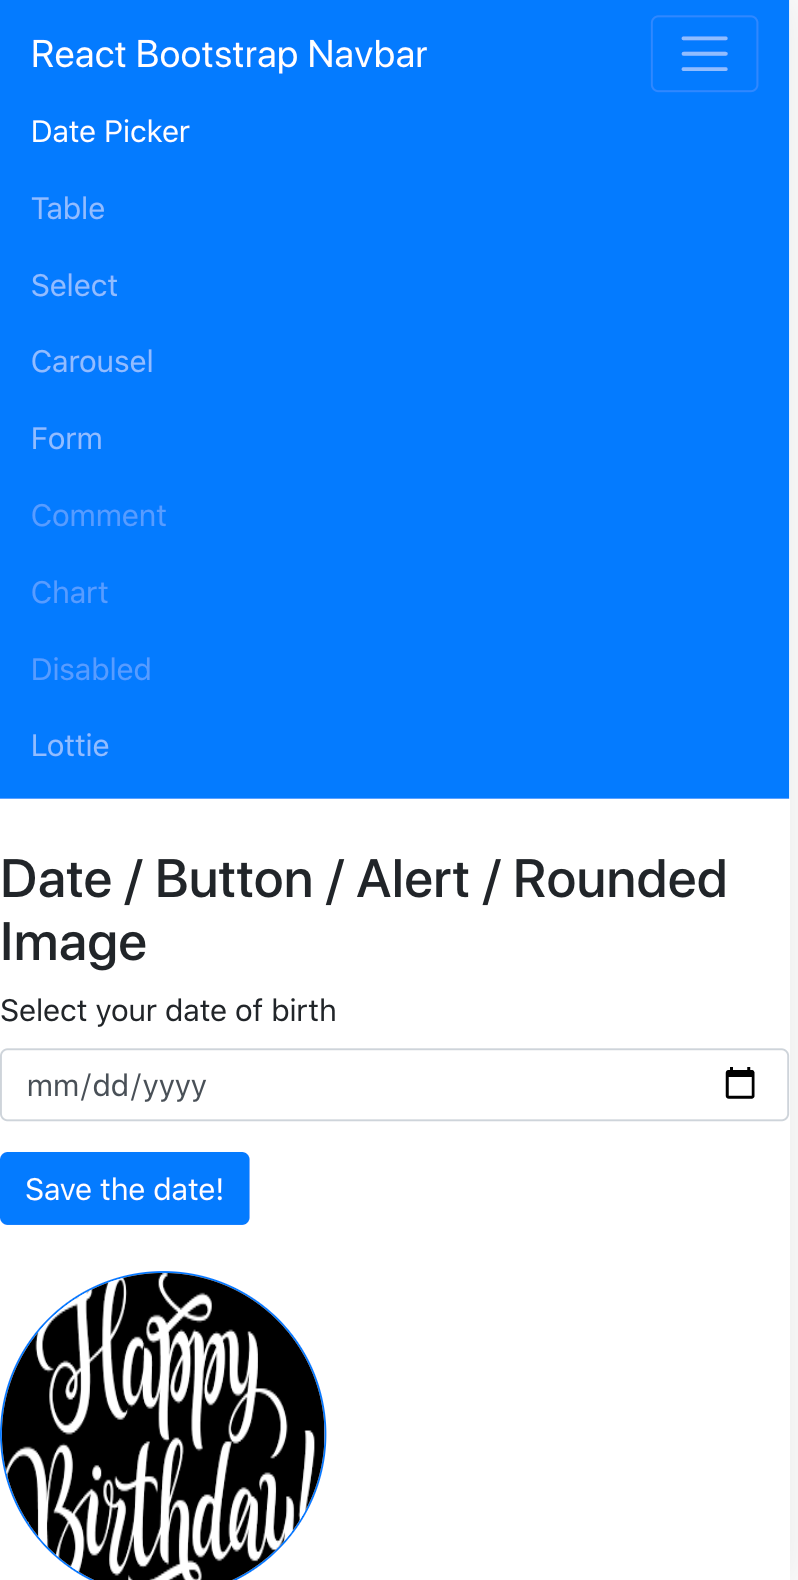 React Bootstrap Navbar
Date Picker
Table
Select
Carousel
Form
Comment
Chart
Disabled
Lottie
Date / Button / Alert / Rounded
Image
Select your date of birth
mm/dd/yyyy
Save the date!
Happy
Birthday!